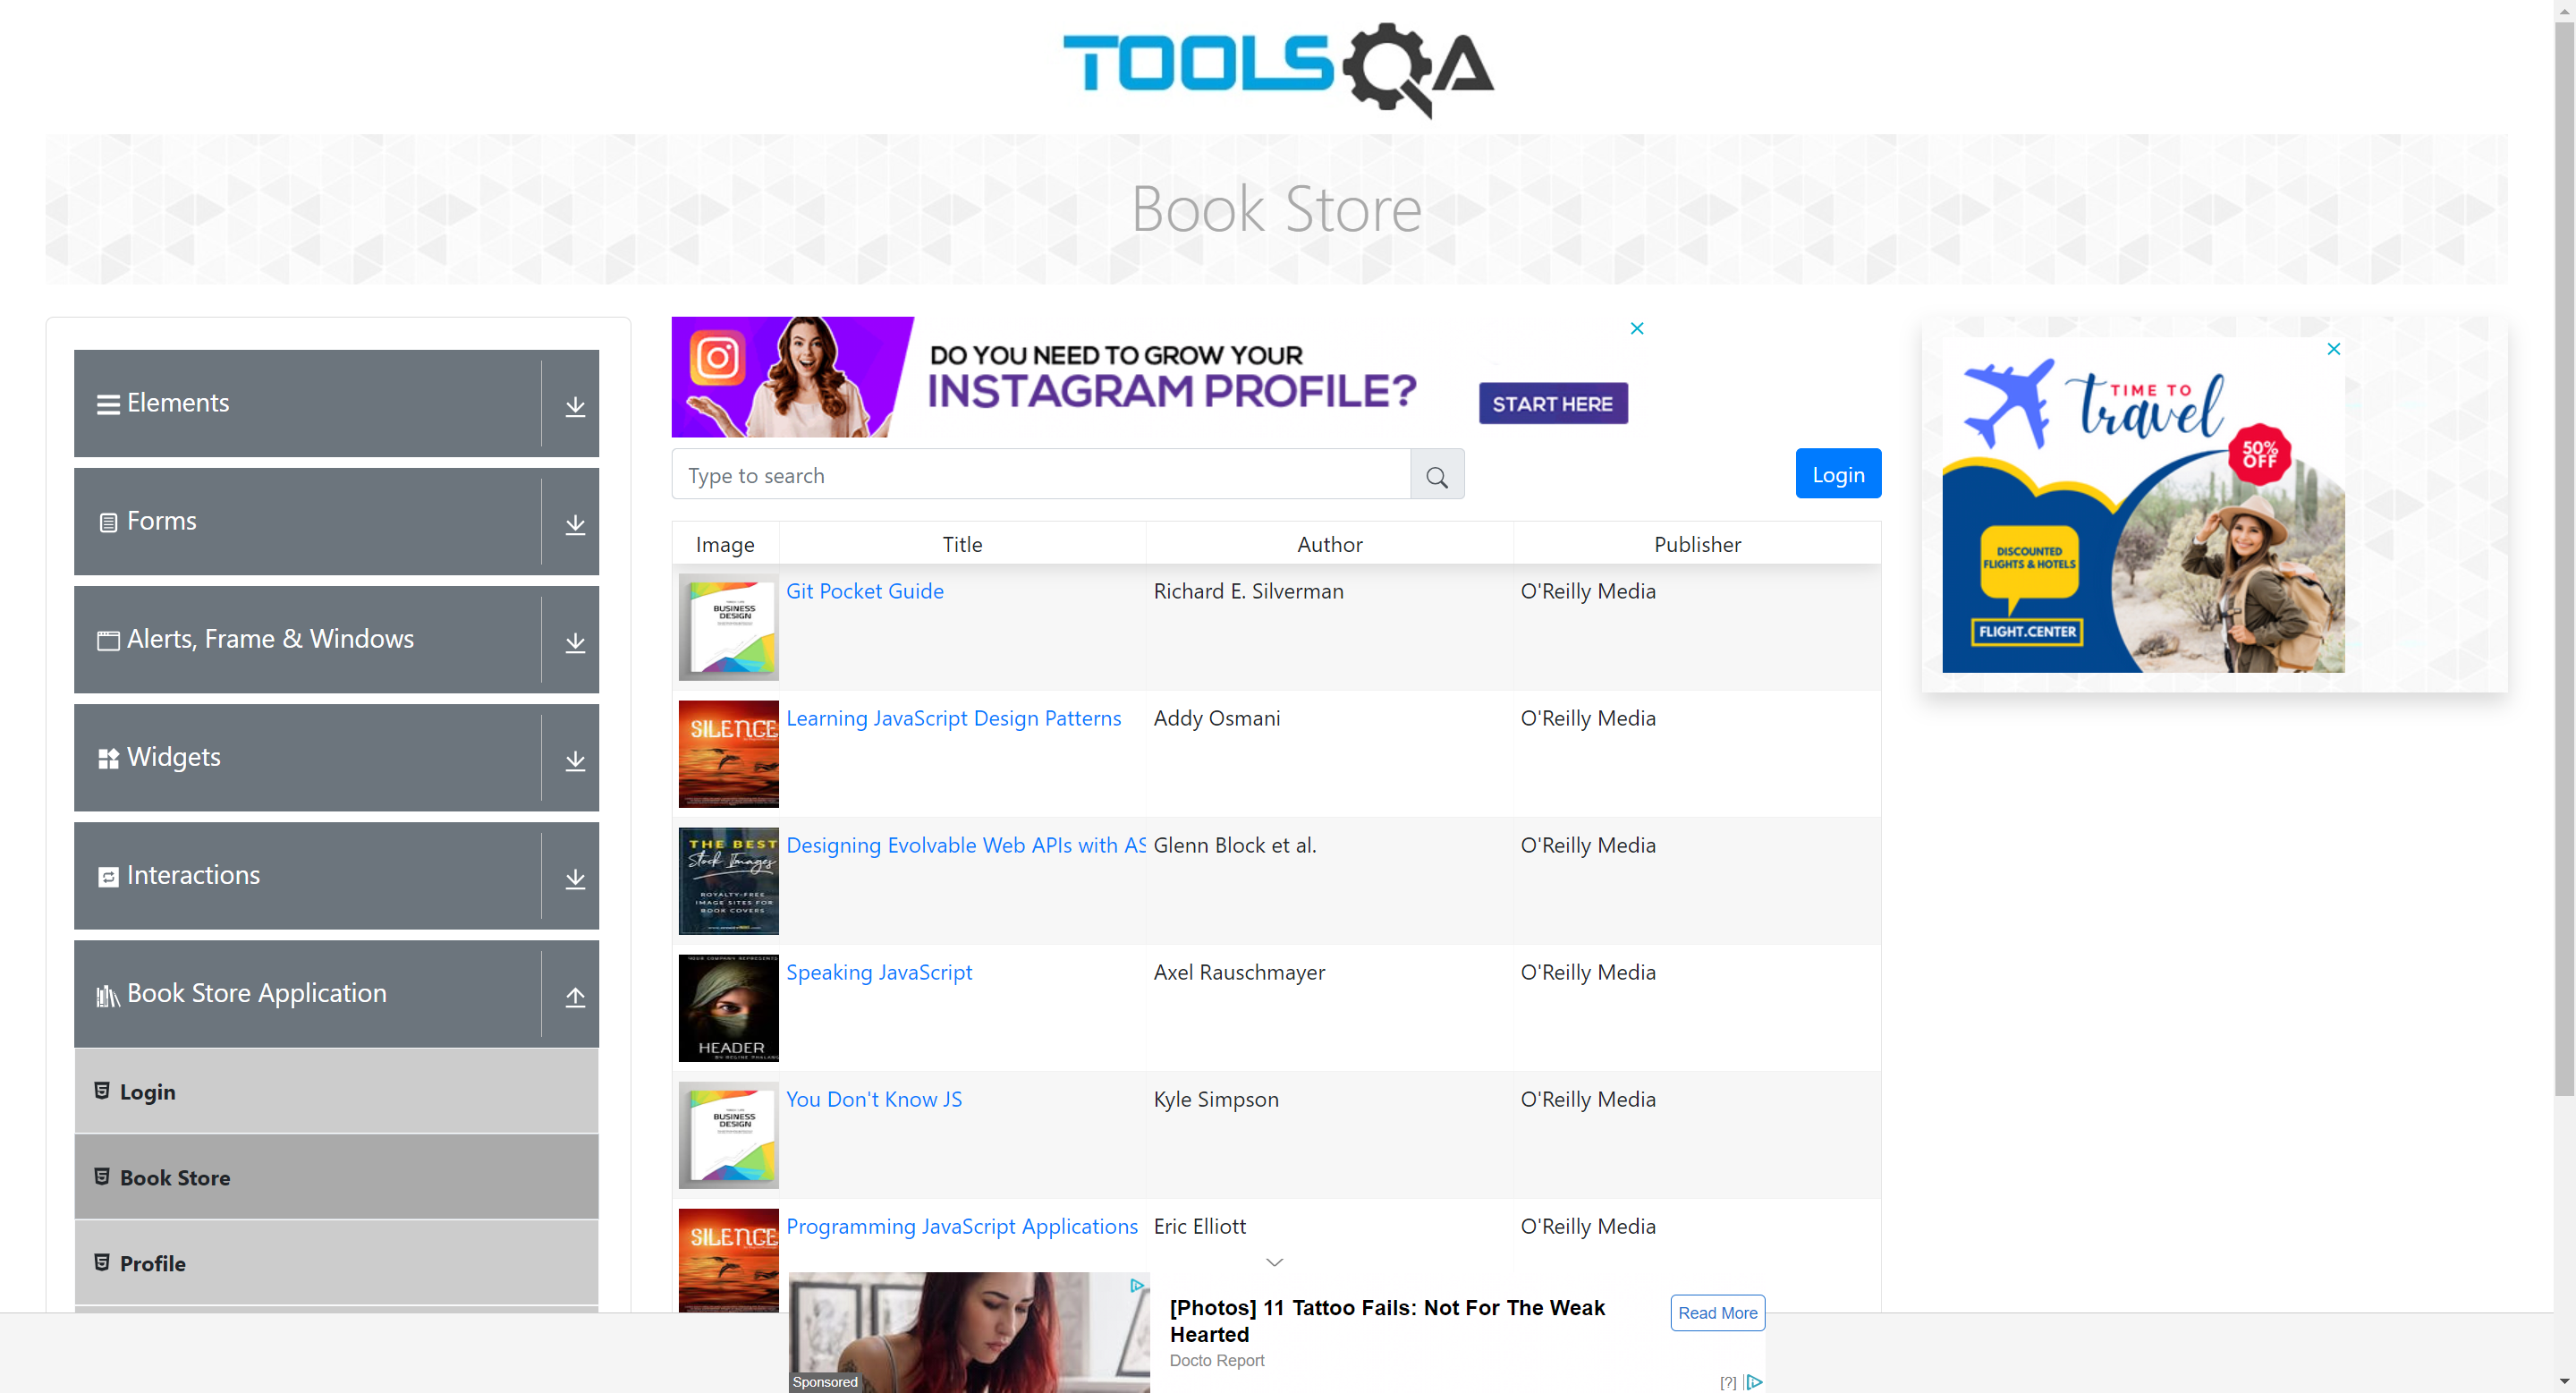 TOOLSQA
Book Store
Elements
Forms
Alerts, Frame & Windows
Widgets
Interactions
Book Store Application
Login
Book Store
Profile
DO YOU NEED TO GROW YOUR
INSTAGRAM PROFILE?
START HERE
Type to search
Login
Image Title Author Publisher
BUSINESS
DESIGN
Git Pocket Guide Richard E. Silverman O'Reilly Media
SILENCE
Learning JavaScript Design Patterns Addy Osmani O'Reilly Media
THE BEST
Stock Images
ROYALTY-FREE
IMAGE SITES FOR
BOOK COVERS
Designing Evolvable Web APIs with AS Glenn Block et al. O'Reilly Media
YOUR COMPANY REPRESENTS
HEADER
Speaking JavaScript Axel Rauschmayer O'Reilly Media
BUSINESS
DESIGN
You Don't Know JS Kyle Simpson O'Reilly Media
SILENCE
Programming JavaScript Applications Eric Elliott O'Reilly Media
TIME TO
travel
50%
OFF
DISCOUNTED
FLIGHTS & HOTELS
FLIGHT.CENTER
Sponsored
[Photos] 11 Tattoo Fails: Not For The Weak
Hearted
Docto Report
Read More
[?]